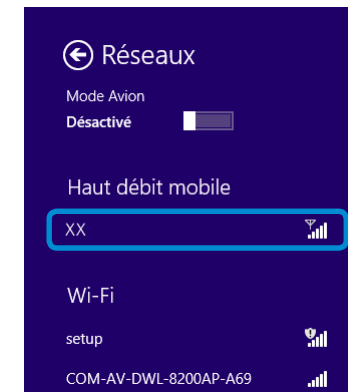 Réseaux
Mode Avion
Désactivé
Haut débit mobile
XX
Wi-Fi
setup
COM-AV-DWL-8200AP-A69